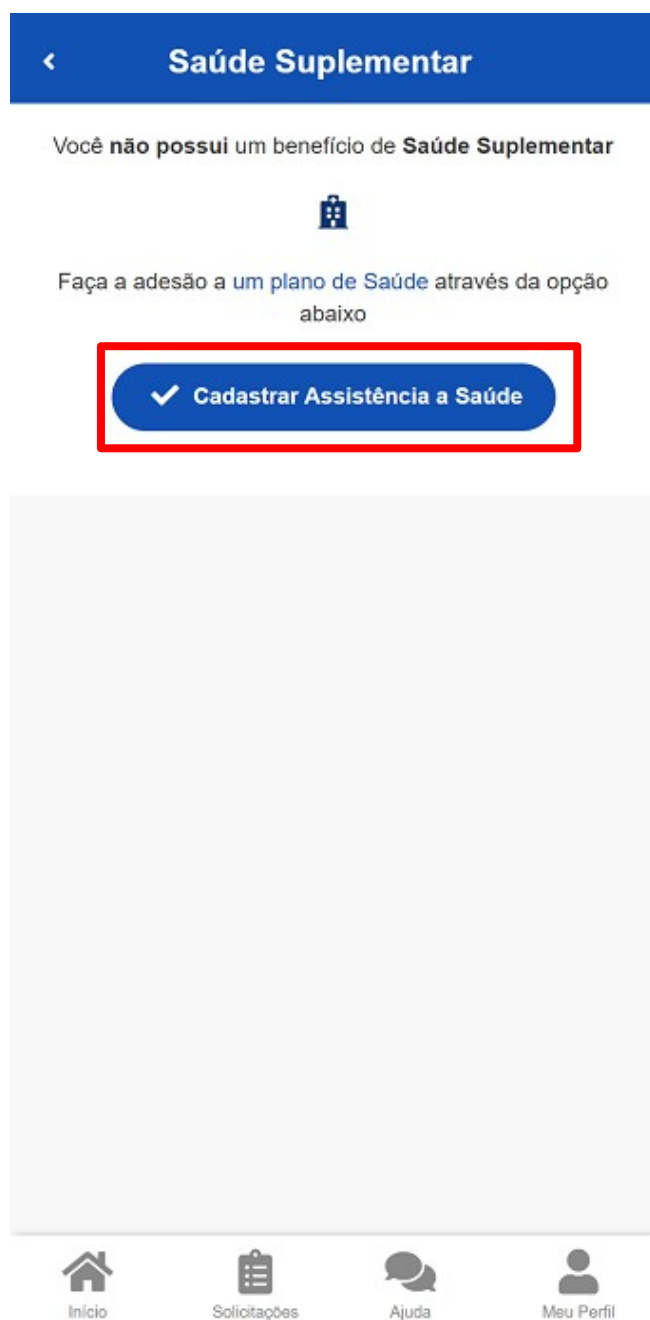 Saúde Suplementar
Você não possui um benefício de Saúde Suplementar
Faça a adesão a um plano de Saúde através da opção
abaixo
Cadastrar Assistência a Saúde
Início
Solicitações
Ajuda
Meu Perfil